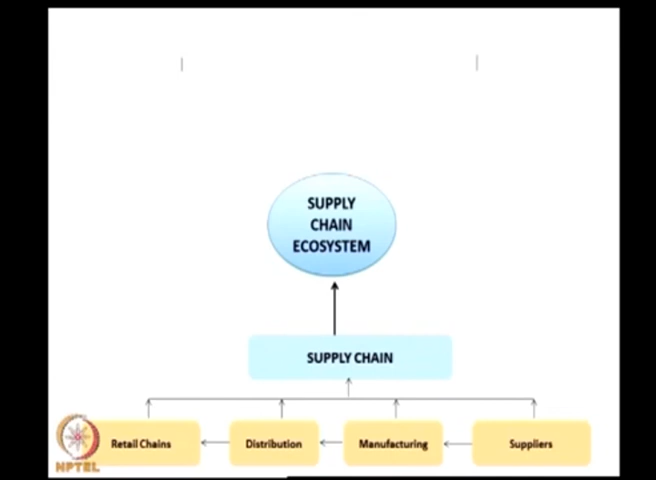 SUPPLY
CHAIN
ECOSYSTEM
SUPPLY CHAIN
Retail Chains
Distribution
Manufacturing
Suppliers
NPTEL